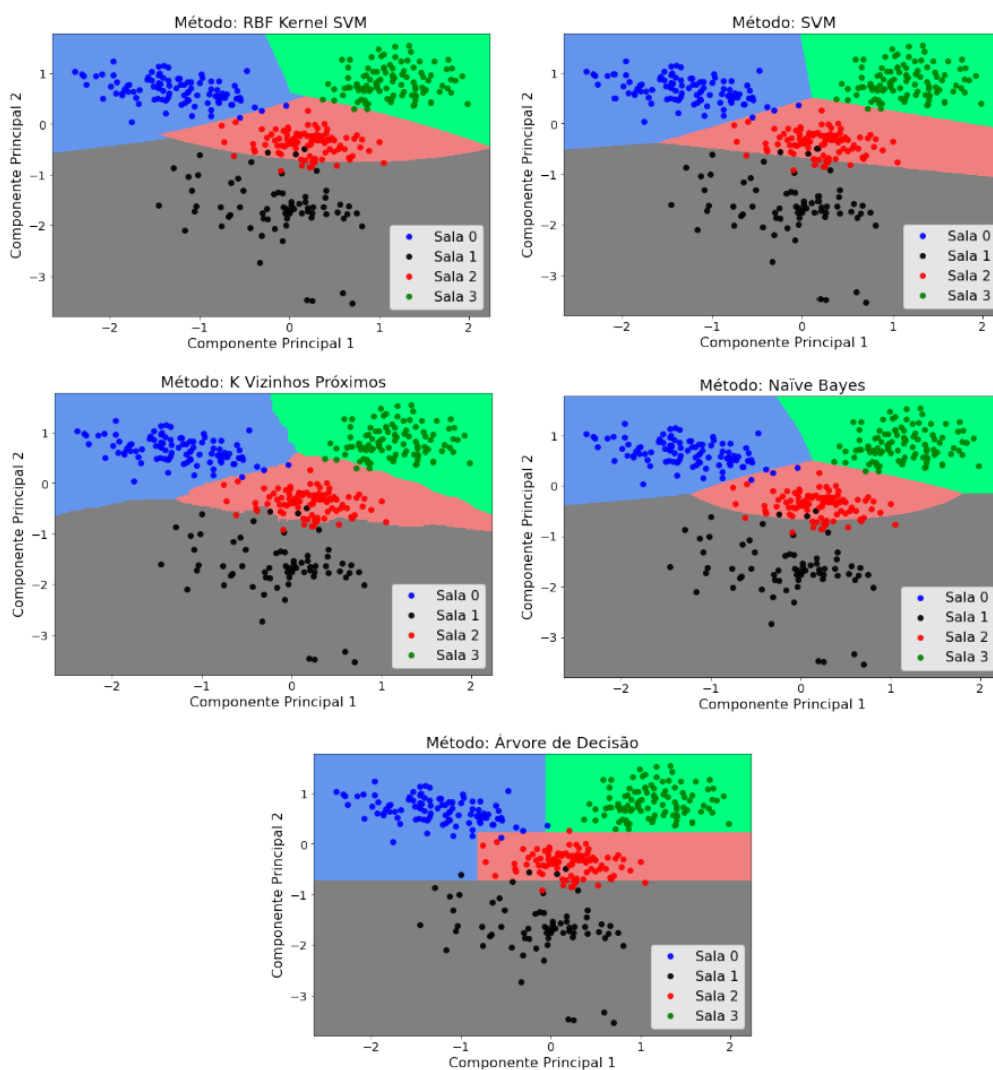 Método: RBF Kernel SVM
Componente Principal 2
1
0
−1
−2
−3
Sala 0
Sala 1
Sala 2
Sala 3
−2
−1
0
1
2
Componente Principal 1
Método: SVM
Componente Principal 2
1
0
−1
−2
−3
Sala 0
Sala 1
Sala 2
Sala 3
−2
−1
0
1
2
Componente Principal 1
Método: K Vizinhos Próximos
Componente Principal 2
1
0
−1
−2
−3
Sala 0
Sala 1
Sala 2
Sala 3
−2
−1
0
1
2
Componente Principal 1
Método: Naïve Bayes
Componente Principal 2
1
0
−1
−2
−3
Sala 0
Sala 1
Sala 2
Sala 3
−2
−1
0
1
2
Componente Principal 1
Método: Árvore de Decisão
Componente Principal 2
1
0
−1
−2
−3
Sala 0
Sala 1
Sala 2
Sala 3
−2
−1
0
1
2
Componente Principal 1